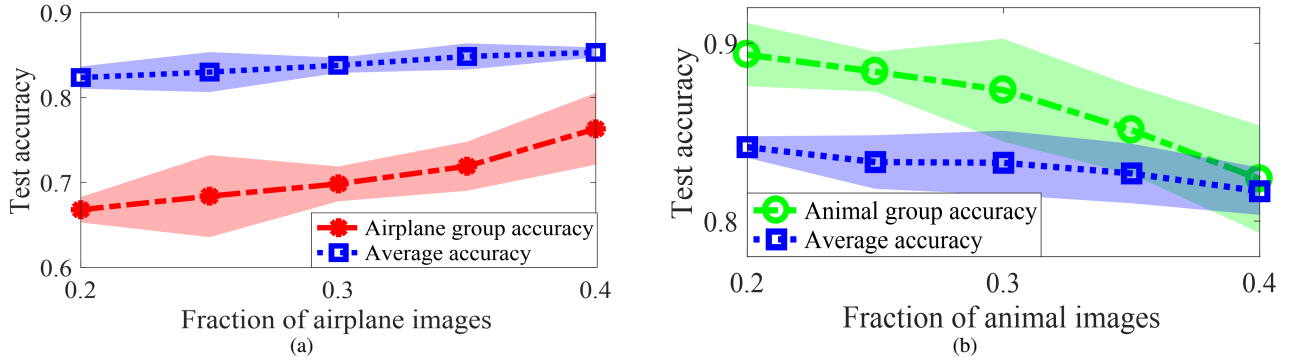 0.9
0.8
0.7
0.6
Test accuracy
Airplane group accuracy
Average accuracy
0.2
0.3
0.4
Fraction of airplane images
(a)
0.9
0.8
Test accuracy
Animal group accuracy
Average accuracy
0.2
0.3
0.4
Fraction of animal images
(b)